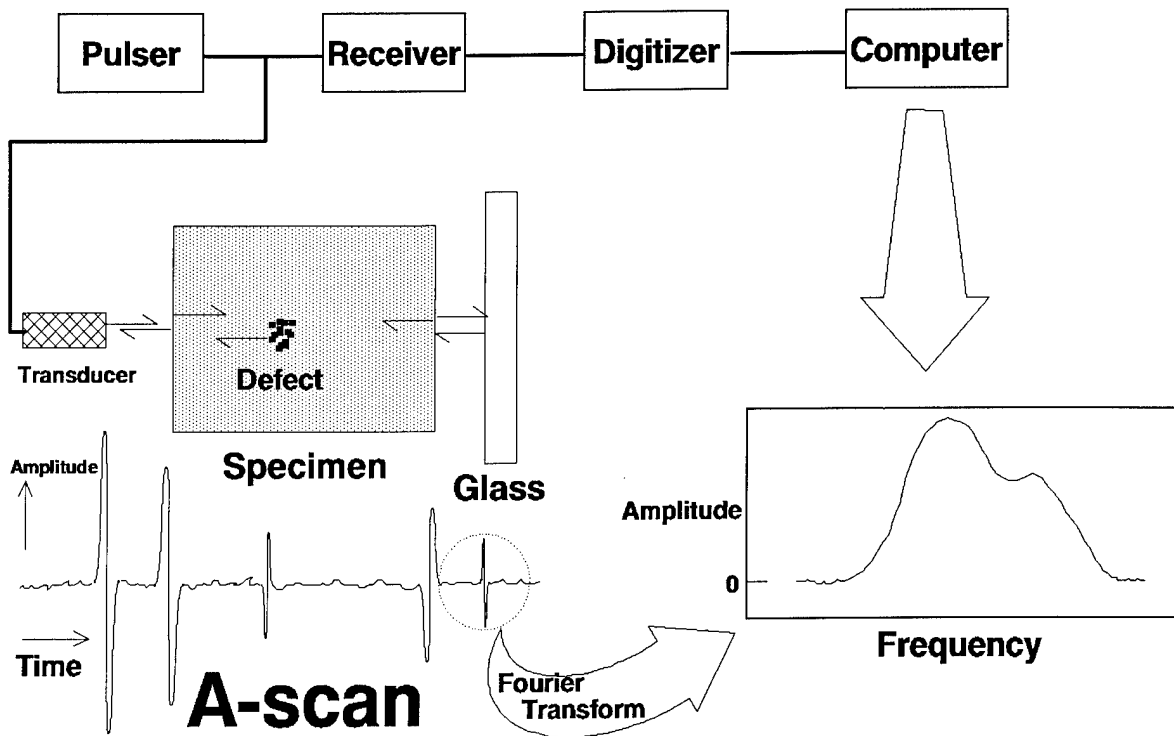 Pulser
Receiver
Digitizer
Computer
Transducer
Defect
Specimen
Glass
Amplitude
Time
A-scan
Fourier
Transform
Amplitude
0
Frequency